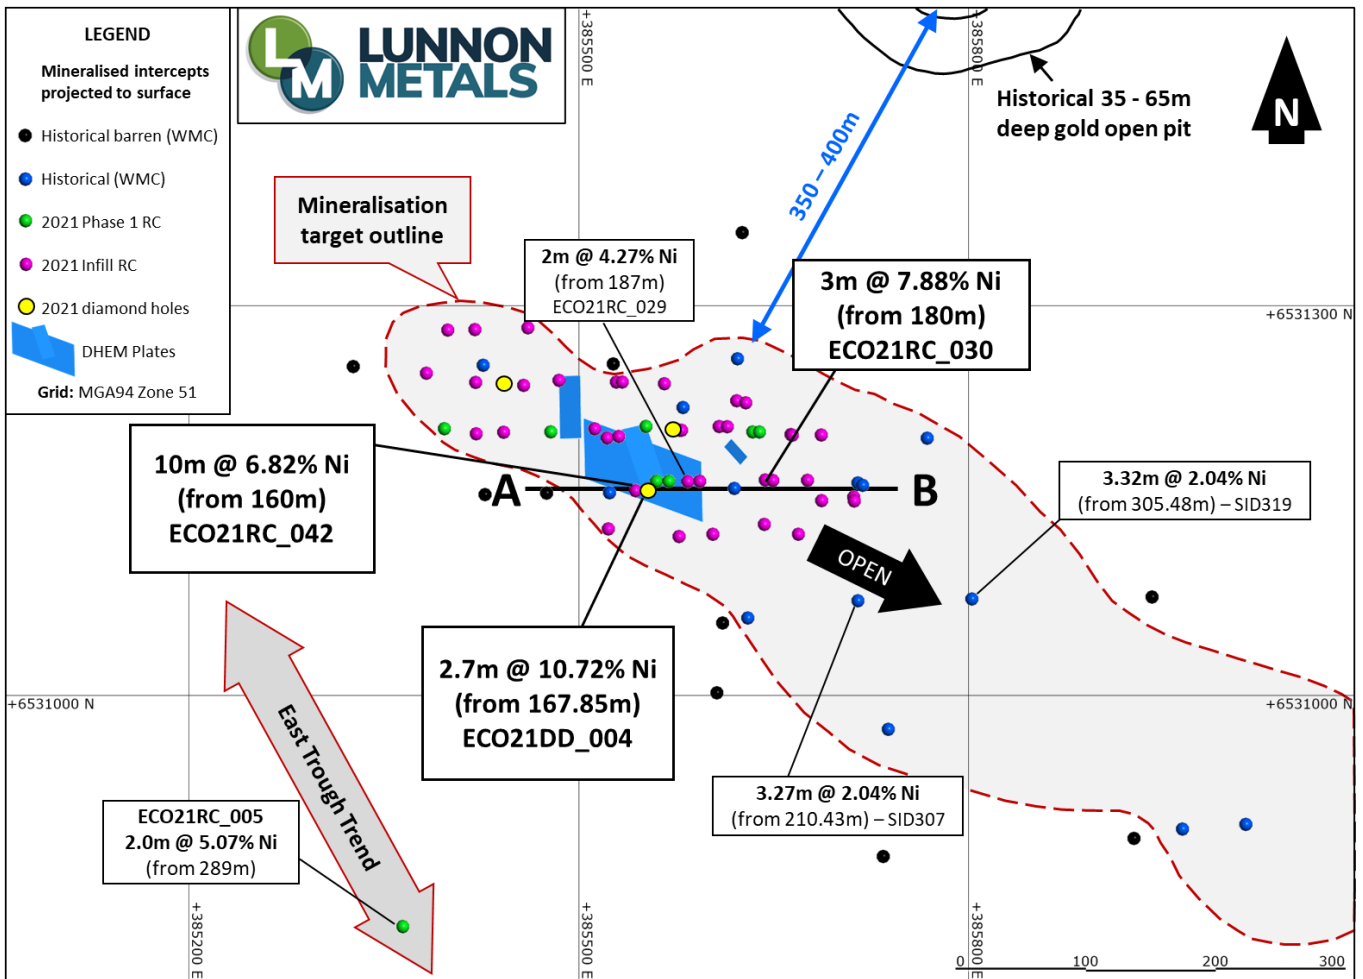 LEGEND
Mineralised intercepts
projected to surface
Historical barren (WMC)
Historical (WMC)
2021 Phase 1 RC
2021 Infill RC
2021 diamond holes
DHEM Plates
Grid: MGA94 Zone 51
LM
LUNNON
METALS
+385500 E
+385800 E
Historical 35 - 65m
deep gold open pit
N
350 – 400m
Mineralisation
target outline
2m @ 4.27% Ni
(from 187m)
ECO21RC_029
3m @ 7.88% Ni
(from 180m)
ECO21RC_030
+6531300 N
10m @ 6.82% Ni
(from 160m)
ECO21RC_042
A
B
3.32m @ 2.04% Ni
(from 305.48m) – SID319
OPEN
2.7m @ 10.72% Ni
(from 167.85m)
ECO21DD_004
+6531000 N
+6531000 N
East Trough Trend
3.27m @ 2.04% Ni
(from 210.43m) – SID307
ECO21RC_005
2.0m @ 5.07% Ni
(from 289m)
+385200 E
+385500 E
+385800 E
0 100 200 300